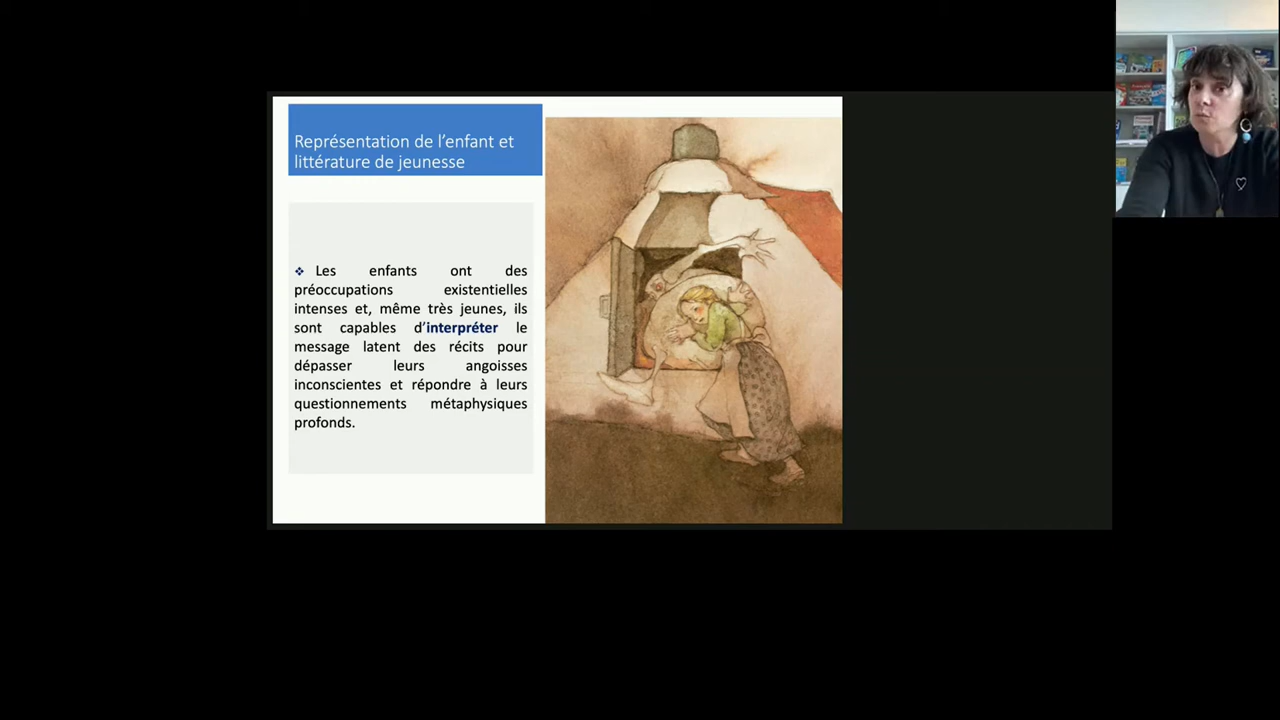 Représentation de l'enfant et
littérature de jeunesse
❖ Les enfants ont des
préoccupations existentielles
intenses et, même très jeunes, ils
sont capables d'interpréter le
message latent des récits pour
dépasser leurs angoisses
inconscientes et répondre à leurs
questionnements métaphysiques
profonds.